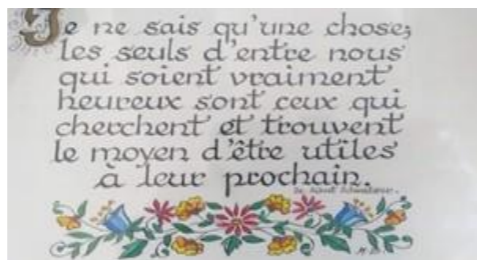 Je ne sais qu'une chose;
les seuls d'entre nous
qui soient vraiment
heureux sont ceux qui
cherchent et trouvent
le moyen d'être utiles
à leur prochain.